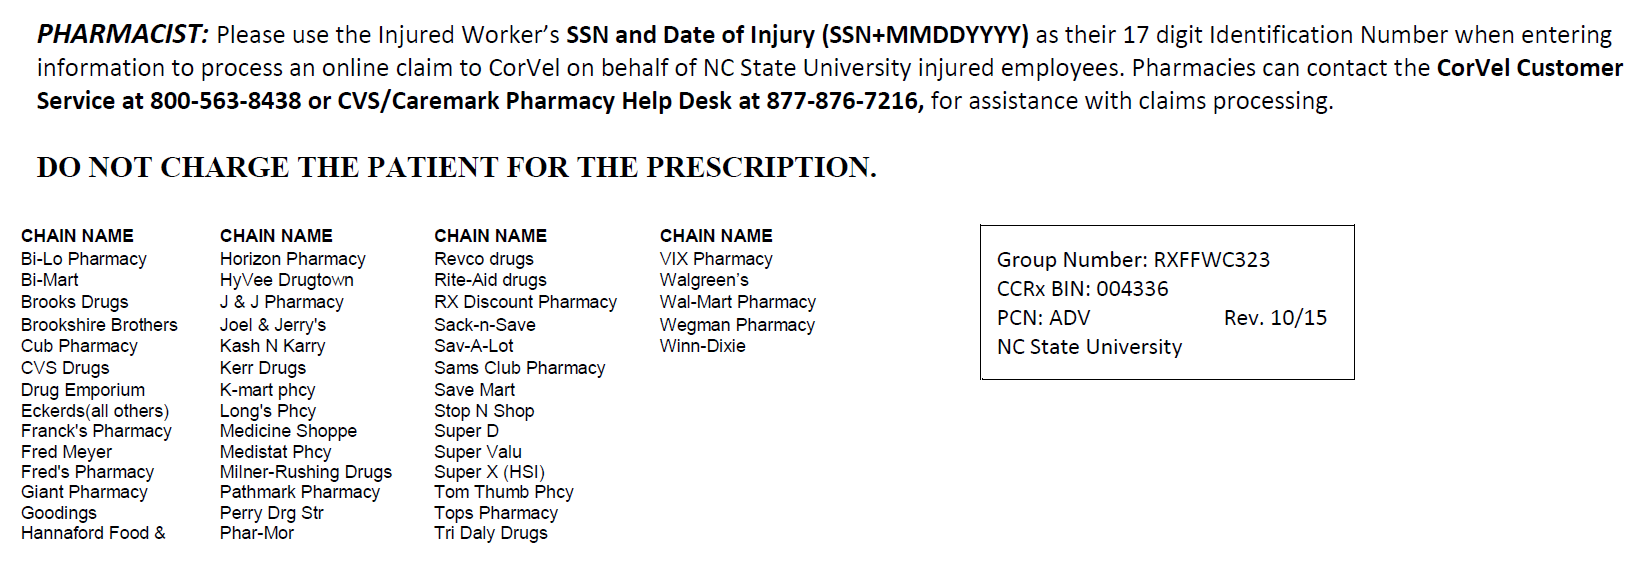 PHARMACIST: Please use the Injured Worker’s SSN and Date of Injury (SSN+MMDDYYYY) as their 17 digit Identification Number when entering
information to process an online claim to CorVel on behalf of NC State University injured employees. Pharmacies can contact the CorVel Customer
Service at 800-563-8438 or CVS/Caremark Pharmacy Help Desk at 877-876-7216, for assistance with claims processing.
DO NOT CHARGE THE PATIENT FOR THE PRESCRIPTION.
CHAIN NAME
Bi-Lo Pharmacy
Bi-Mart
Brooks Drugs
Brookshire Brothers
Cub Pharmacy
CVS Drugs
Drug Emporium
Eckerds(all others)
Franck's Pharmacy
Fred Meyer
Fred's Pharmacy
Giant Pharmacy
Goodings
Hannaford Food &
CHAIN NAME
Horizon Pharmacy
HyVee Drugtown
J & J Pharmacy
Joel & Jerry's
Kash N Karry
Kerr Drugs
K-mart phcy
Long's Phcy
Medicine Shoppe
Medistat Phcy
Milner-Rushing Drugs
Pathmark Pharmacy
Perry Drg Str
Phar-Mor
CHAIN NAME
Revco drugs
Rite-Aid drugs
RX Discount Pharmacy
Sack-n-Save
Sav-A-Lot
Sams Club Pharmacy
Save Mart
Stop N Shop
Super D
Super Valu
Super X (HSI)
Tom Thumb Phcy
Tops Pharmacy
Tri Daly Drugs
CHAIN NAME
VIX Pharmacy
Walgreen’s
Wal-Mart Pharmacy
Wegman Pharmacy
Winn-Dixie
Group Number: RXFFWC323
CCRx BIN: 004336
PCN: ADV Rev. 10/15
NC State University